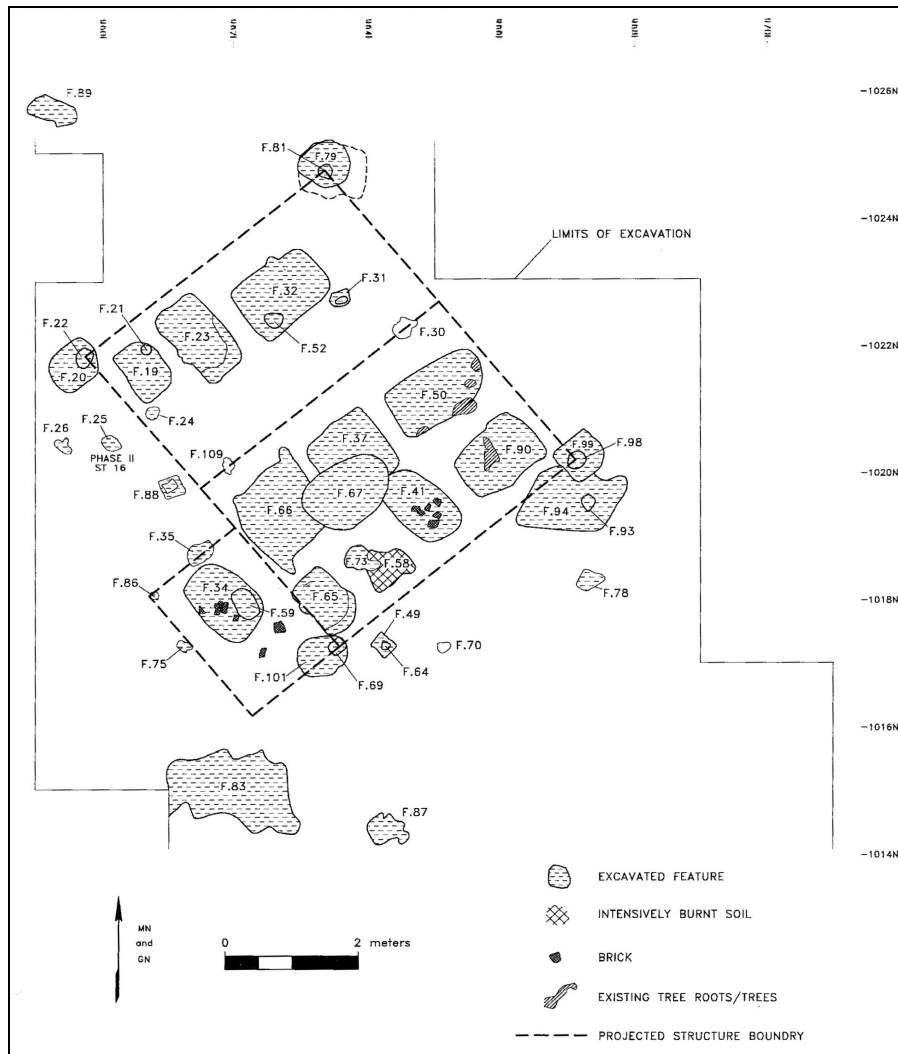 -1026N
F.89
F.81
F.79
-1024N
LIMITS OF EXCAVATION
F.32
F.31
F.21
F.22
F.23
F.30
F.52
-1022N
F.19
F.20
F.50
F.24
F.26
F.25
F.37
F.99
F.98
PHASE II
ST 16
F.109
F.90
-1020N
F.88
F.67
F.41
F.66
F.94
F.93
F.35
F.73
F.58
F.86
F.34
F.59
F.65
F.78
-1018N
F.49
F.75
F.70
F.64
F.101
F.69
-1016N
F.83
F.87
-1014N
EXCAVATED FEATURE
INTENSIVELY BURNT SOIL
MN
and
GN
0 2 meters
BRICK
EXISTING TREE ROOTS/TREES
PROJECTED STRUCTURE BOUNDRY